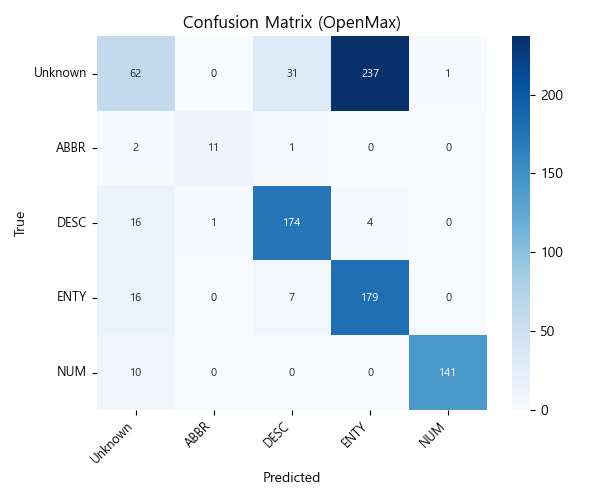 Confusion Matrix (OpenMax)
Unknown 62 0 31 237 1
ABBR 2 11 1 0 0
DESC 16 1 174 4 0
ENTY 16 0 7 179 0
NUM 10 0 0 0 141
Unknown ABBR DESC ENTY NUM
Predicted
True
200
150
100
50
0